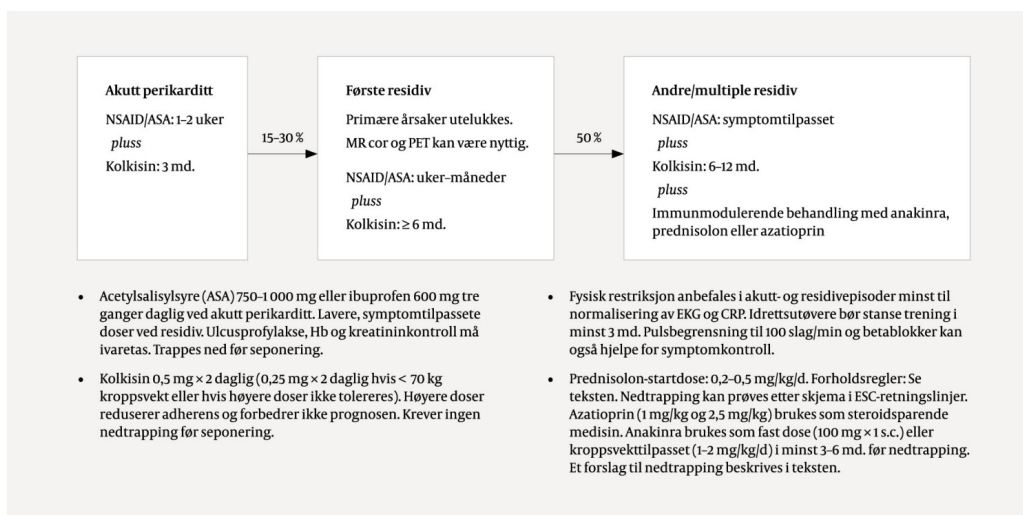 Akutt perikarditt
NSAID/ASA: 1–2 uker
pluss
Kolkisin: 3 md.
15–30 %
Første residiv
Primære årsaker utelukkes.
MR cor og PET kan være nyttig.
NSAID/ASA: uker–måneder
pluss
Kolkisin: ≥ 6 md.
50 %
Andre/multiple residiv
NSAID/ASA: symptomtilpasset
pluss
Kolkisin: 6–12 md.
pluss
Immunmodulerende behandling med anakinra,
prednisolon eller azatioprin
• Acetylsalisylsyre (ASA) 750–1 000 mg eller ibuprofen 600 mg tre
ganger daglig ved akutt perikarditt. Lavere, symptomtilpassete
doser ved residiv. Ulcusprofylakse, Hb og kreatininkontroll må
ivaretas. Trappes ned før seponering.
• Kolkisin 0,5 mg × 2 daglig (0,25 mg × 2 daglig hvis < 70 kg
kroppsvekt eller hvis høyere doser ikke tolereres). Høyere doser
reduserer adherens og forbedrer ikke prognosen. Krever ingen
nedtrapping før seponering.
• Fysisk restriksjon anbefales i akutt- og residivepisoder minst til
normalisering av EKG og CRP. Idrettsutøvere bør stanse trening i
minst 3 md. Pulsbegrensning til 100 slag/min og betablokker kan
også hjelpe for symptomkontroll.
• Prednisolon-startdose: 0,2–0,5 mg/kg/d. Forholdsregler: Se
teksten. Nedtrapping kan prøves etter skjema i ESC-retningslinjer.
Azatioprin (1 mg/kg og 2,5 mg/kg) brukes som steroidsparende
medisin. Anakinra brukes som fast dose (100 mg × 1 s.c.) eller
kroppsvekttilpasset (1–2 mg/kg/d) i minst 3–6 md. før nedtrapping.
Et forslag til nedtrapping beskrives i teksten.